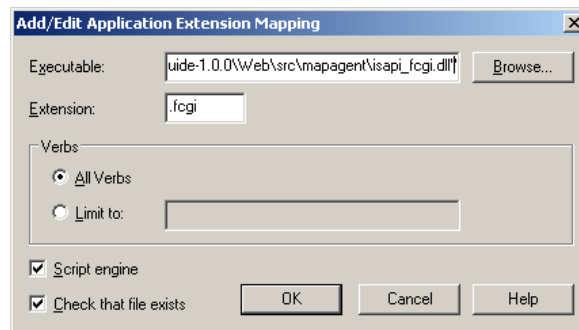 Add/Edit Application Extension Mapping
Executable: uide-1.0.0\Web\src\mapagent\isapi_fcgi.dll" Browse...
Extension: .fcgi
Verbs
All Verbs
Limit to:
Script engine
Check that file exists
OK Cancel Help